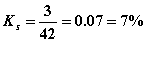 K_s = 3/42 = 0.07 = 7%